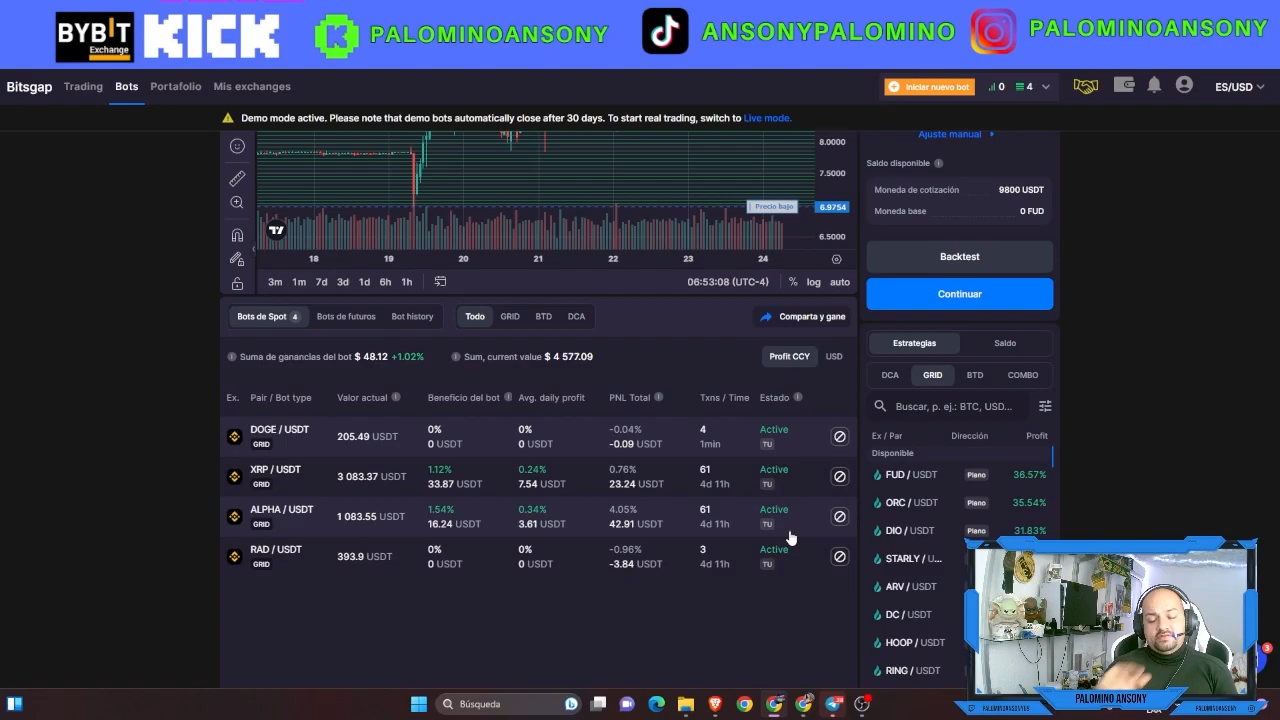 BYBIT
Exchange
KICK
PALOMINOANSONY
ANSONYPALOMINO
PALOMINOANSONY
Bitsgap Trading Bots Portafolio Mis exchanges
Iniciar nuevo bot 0 4 ES/USD
Demo mode active. Please note that demo bots automatically close after 30 days. To start real trading, switch to Live mode.
8.0000
7.5000
Precio bajo 6.9754
6.5000
18 19 20 21 22 23 24
3m 1m 7d 3d 1d 6h 1h 06:53:08 (UTC-4) % log auto
Ajuste manual
Saldo disponible
Moneda de cotización 9800 USDT
Moneda base 0 FUD
Backtest
Continuar
Bots de Spot 4 Bots de futuros Bot history Todo GRID BTD DCA Comparta y gane
Suma de ganancias del bot $ 48.12 +1.02% Sum, current value $ 4 577.09 Profit CCY USD
Ex. Pair / Bot type Valor actual Beneficio del bot Avg. daily profit PNL Total Txns / Time Estado
DOGE / USDT 205.49 USDT 0% 0% -0.04% 4 Active
GRID 0 USDT 0 USDT -0.09 USDT 1min TU
XRP / USDT 3 083.37 USDT 1.12% 0.24% 0.76% 61 Active
GRID 33.87 USDT 7.54 USDT 23.24 USDT 4d 11h TU
ALPHA / USDT 1 083.55 USDT 1.54% 0.34% 4.05% 61 Active
GRID 16.24 USDT 3.61 USDT 42.91 USDT 4d 11h TU
RAD / USDT 393.9 USDT 0% 0% -0.96% 3 Active
GRID 0 USDT 0 USDT -3.84 USDT 4d 11h TU
Estrategias Saldo
DCA GRID BTD COMBO
Buscar, p. ej.: BTC, USD...
Ex / Par Dirección Profit
Disponible
FUD / USDT Plano 36.57%
ORC / USDT Plano 35.54%
DIO / USDT Plano 31.83%
STARLY / U...
ARV / USDT
DC / USDT
HOOP / USDT
RING / USDT
3
PALOMINO ANSONY
PALOMINOANSONY
Búsqueda